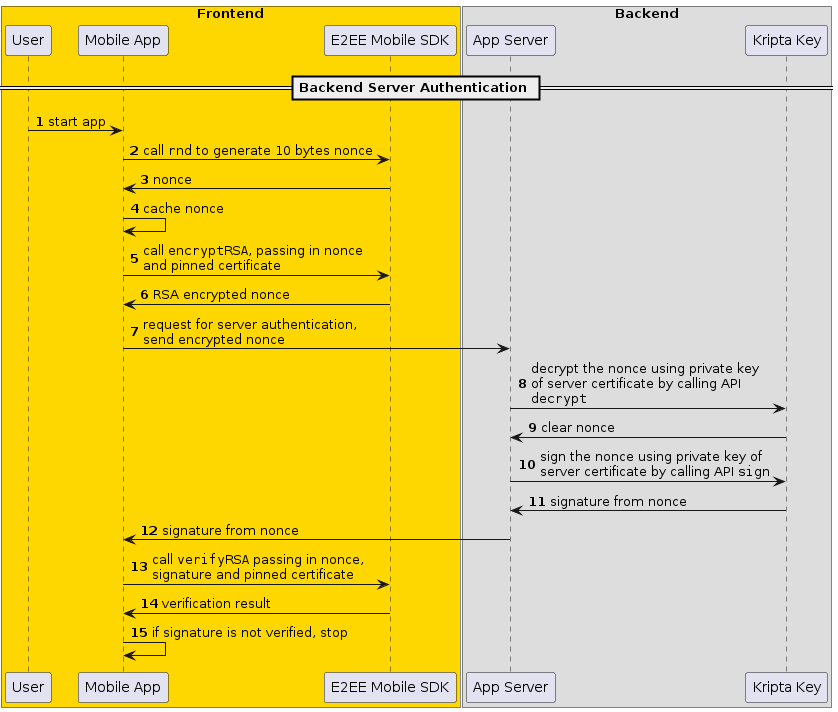 Frontend
Backend
User
Mobile App
E2EE Mobile SDK
App Server
Kripta Key
Backend Server Authentication
1 start app
2 call rnd to generate 10 bytes nonce
3 nonce
4 cache nonce
5 call encryptRSA, passing in nonce
and pinned certificate
6 RSA encrypted nonce
7 request for server authentication,
send encrypted nonce
8 decrypt the nonce using private key
of server certificate by calling API
decrypt
9 clear nonce
10 sign the nonce using private key of
server certificate by calling API sign
11 signature from nonce
12 signature from nonce
13 call verifyRSA passing in nonce,
signature and pinned certificate
14 verification result
15 if signature is not verified, stop
User
Mobile App
E2EE Mobile SDK
App Server
Kripta Key